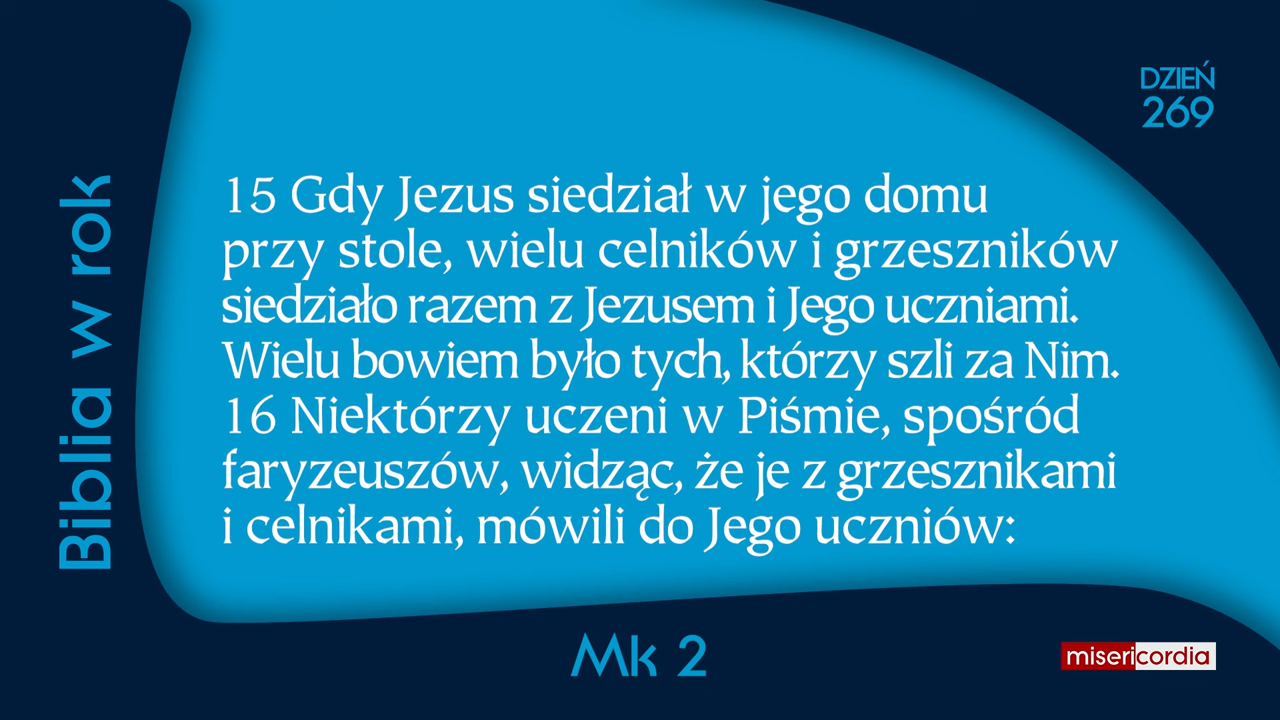 DZIEŃ
269
Biblia w rok
15 Gdy Jezus siedział w jego domu
przy stole, wielu celników i grzeszników
siedziało razem z Jezusem i Jego uczniami.
Wielu bowiem było tych, którzy szli za Nim.
16 Niektórzy uczeni w Piśmie, spośród
faryzeuszów, widząc, że je z grzesznikami
i celnikami, mówili do Jego uczniów:
Mk 2
misericordia